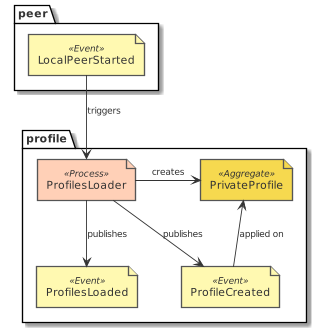 peer
«Event»
LocalPeerStarted
triggers
profile
«Process»
ProfilesLoader
creates
«Aggregate»
PrivateProfile
publishes
publishes
applied on
«Event»
ProfilesLoaded
«Event»
ProfileCreated